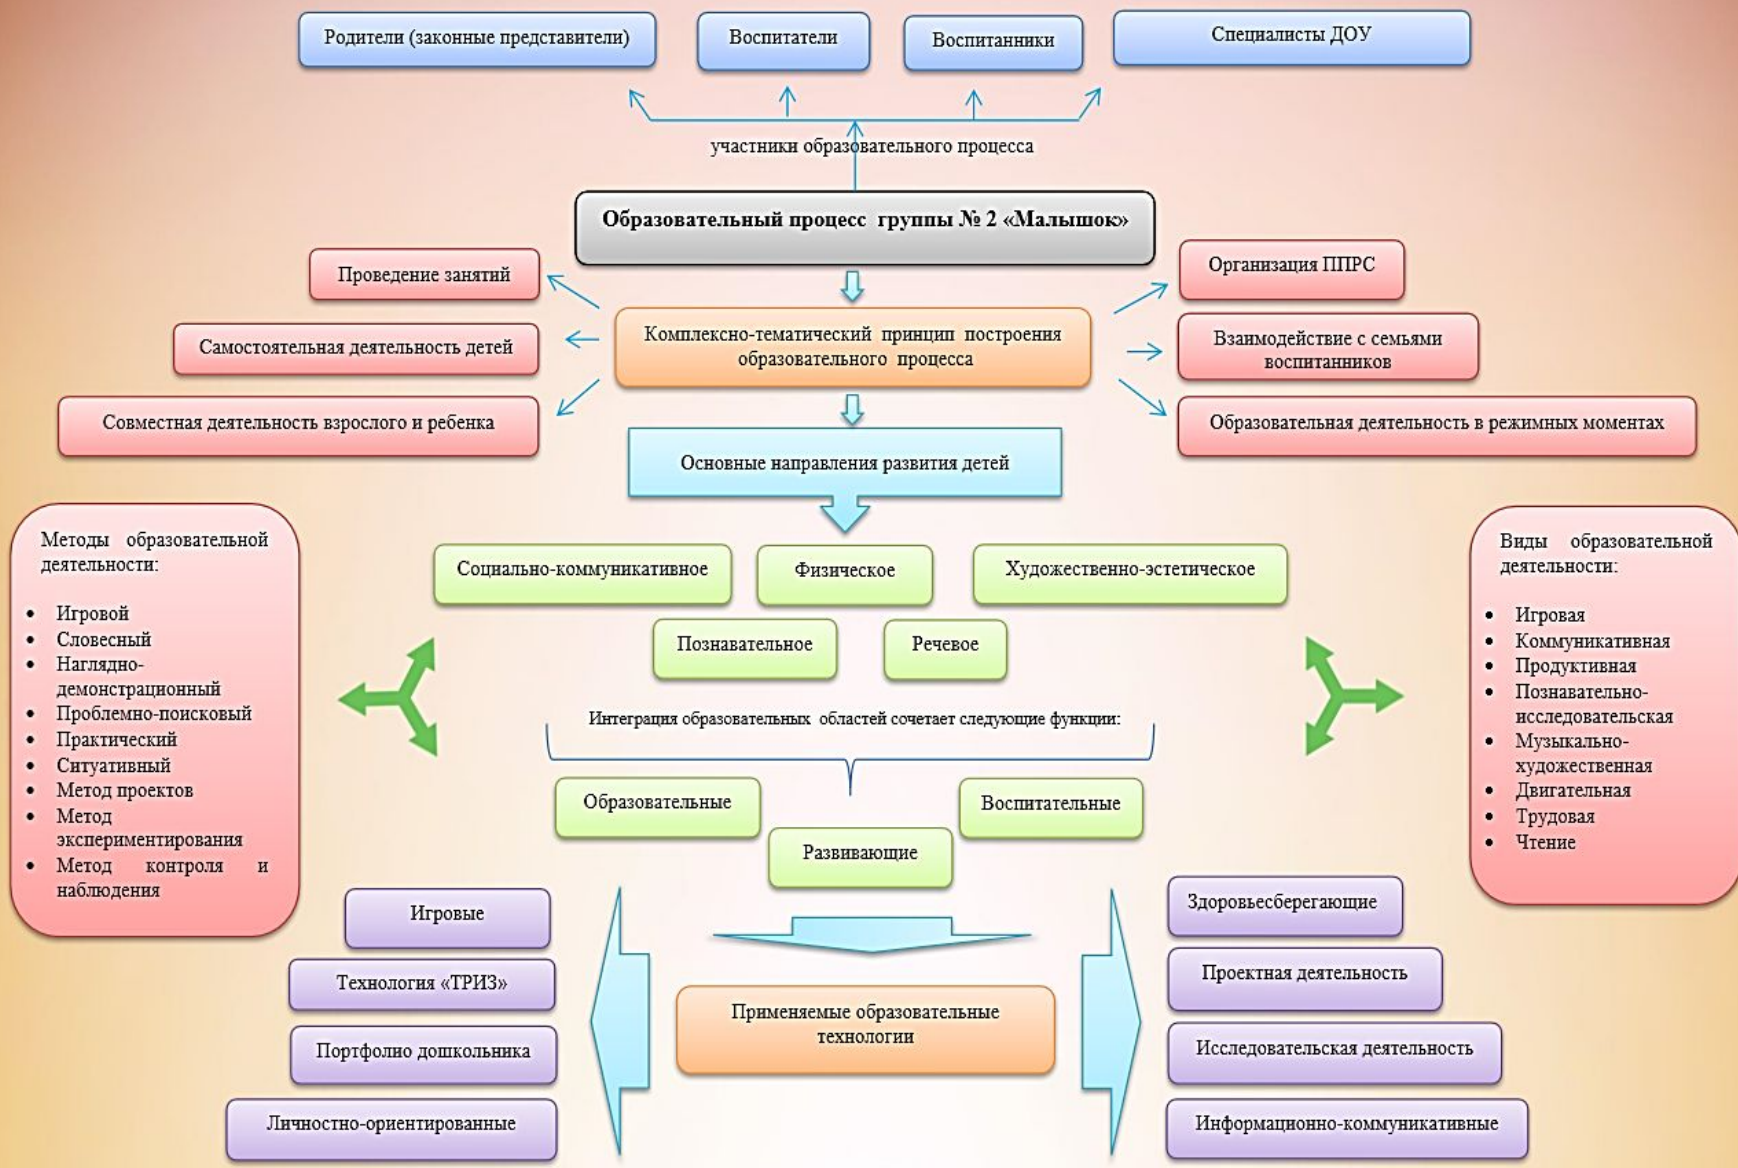 Родители (законные представители)
Воспитатели
Воспитанники
Специалисты ДОУ
участники образовательного процесса
Образовательный процесс группы № 2 «Малышок»
Проведение занятий
Самостоятельная деятельность детей
Совместная деятельность взрослого и ребенка
Комплексно-тематический принцип построения
образовательного процесса
Организация ППРС
Взаимодействие с семьями
воспитанников
Образовательная деятельность в режимных моментах
Основные направления развития детей
Методы образовательной
деятельности:
• Игровой
• Словесный
• Наглядно-
демонстрационный
• Проблемно-поисковый
• Практический
• Ситуативный
• Метод проектов
• Метод
экспериментирования
• Метод контроля и
наблюдения
Социально-коммуникативное
Физическое
Художественно-эстетическое
Познавательное
Речевое
Интеграция образовательных областей сочетает следующие функции:
Образовательные
Воспитательные
Развивающие
Виды образовательной
деятельности:
• Игровая
• Коммуникативная
• Продуктивная
• Познавательно-
исследовательская
• Музыкально-
художественная
• Двигательная
• Трудовая
• Чтение
Игровые
Технология «ТРИЗ»
Портфолио дошкольника
Личностно-ориентированные
Применяемые образовательные
технологии
Здоровьесберегающие
Проектная деятельность
Исследовательская деятельность
Информационно-коммуникативные